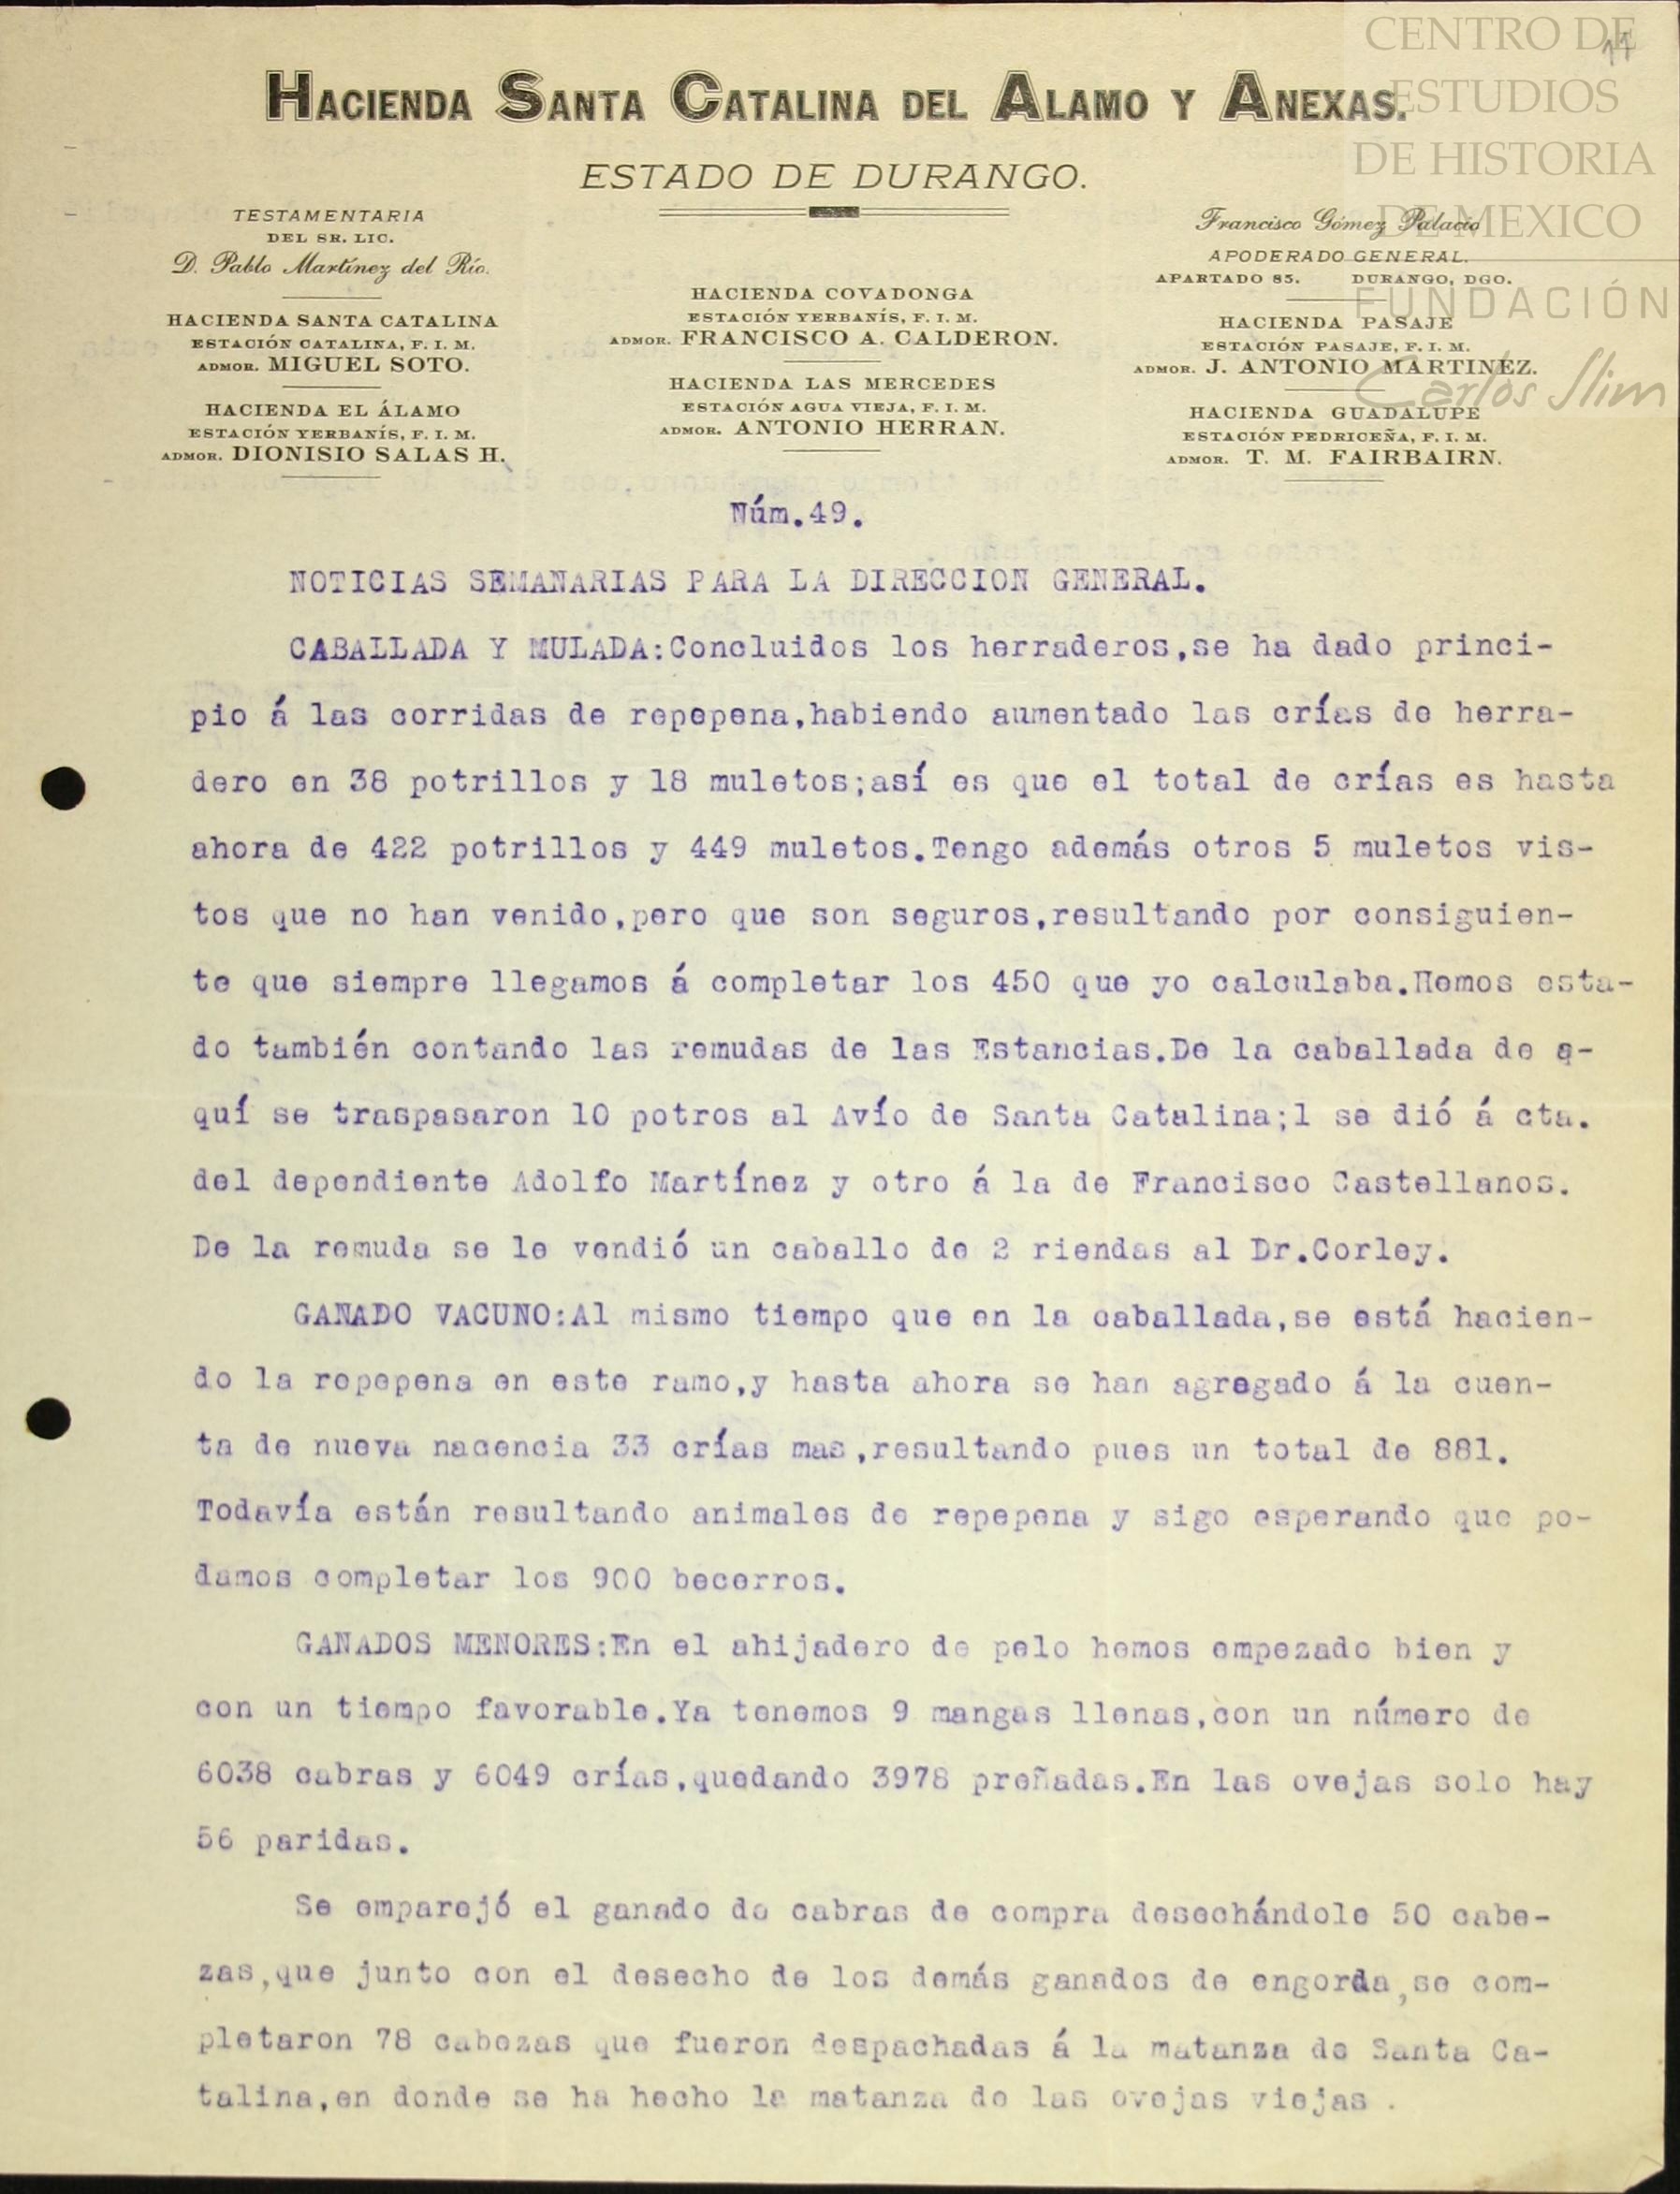 CENTRO DE
ESTUDIOS
DE HISTORIA
DE MEXICO
FUNDACIÓN
Carlos Slim
HACIENDA SANTA CATALINA DEL ALAMO Y ANEXAS.
ESTADO DE DURANGO.
TESTAMENTARIA
DEL SR. LIC.
D. Pablo Martínez del Río.
HACIENDA SANTA CATALINA
ESTACIÓN CATALINA, F. I. M.
ADMOR. MIGUEL SOTO.
HACIENDA EL ÁLAMO
ESTACIÓN YERBANÍS, F. I. M.
ADMOR. DIONISIO SALAS H.
HACIENDA COVADONGA
ESTACIÓN YERBANÍS, F. I. M.
ADMOR. FRANCISCO A. CALDERON.
HACIENDA LAS MERCEDES
ESTACIÓN AGUA VIEJA, F. I. M.
ADMOR. ANTONIO HERRAN.
Francisco Gómez Palacio
APODERADO GENERAL.
APARTADO 85. DURANGO, DGO.
HACIENDA PASAJE
ESTACIÓN PASAJE, F. I. M.
ADMOR. J. ANTONIO MARTINEZ.
HACIENDA GUADALUPE
ESTACIÓN PEDRICEÑA, F. I. M.
ADMOR. T. M. FAIRBAIRN.
Núm.49.
NOTICIAS SEMANARIAS PARA LA DIRECCION GENERAL.
CABALLADA Y MULADA:Concluidos los herraderos,se ha dado princi-
pio á las corridas de repepena,habiendo aumentado las crías de herra-
dero en 38 potrillos y 18 muletos;así es que el total de crías es hasta
ahora de 422 potrillos y 449 muletos.Tengo además otros 5 muletos vis-
tos que no han venido,pero que son seguros,resultando por consiguien-
te que siempre llegamos á completar los 450 que yo calculaba.Hemos esta-
do también contando las remudas de las Estancias.De la caballada de a-
quí se traspasaron 10 potros al Avío de Santa Catalina;1 se dió á cta.
del dependiente Adolfo Martínez y otro á la de Francisco Castellanos.
De la remuda se le vendió un caballo de 2 riendas al Dr.Corley.
GANADO VACUNO:Al mismo tiempo que en la caballada,se está hacien-
do la repepena en este ramo,y hasta ahora se han agregado á la cuen-
ta de nueva nacencia 33 crías mas,resultando pues un total de 881.
Todavía están resultando animales de repepena y sigo esperando que po-
damos completar los 900 becerros.
GANADOS MENORES:En el ahijadero de pelo hemos empezado bien y
con un tiempo favorable.Ya tenemos 9 mangas llenas,con un número de
6038 cabras y 6049 crías,quedando 3978 preñadas.En las ovejas solo hay
56 paridas.
Se emparejó el ganado de cabras de compra desechándole 50 cabe-
zas,que junto con el desecho de los demás ganados de engorda,se com-
pletaron 78 cabezas que fueron despachadas á la matanza de Santa Ca-
talina,en donde se ha hecho la matanza de las ovejas viejas .